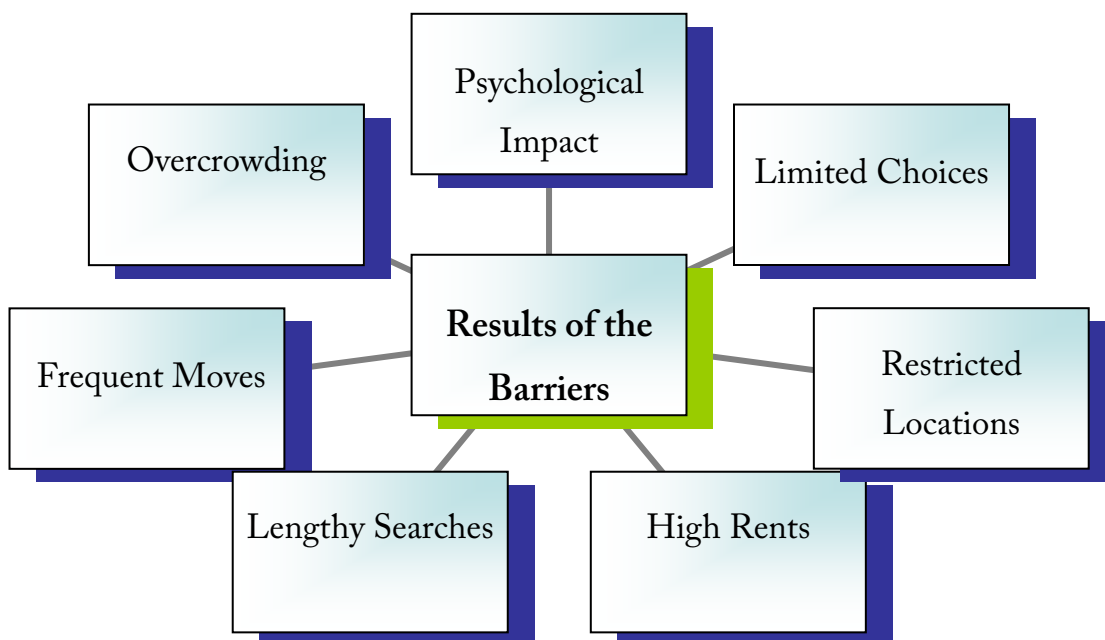 Psychological
Impact
Overcrowding
Limited Choices
Results of the
Barriers
Frequent Moves
Restricted
Locations
Lengthy Searches
High Rents